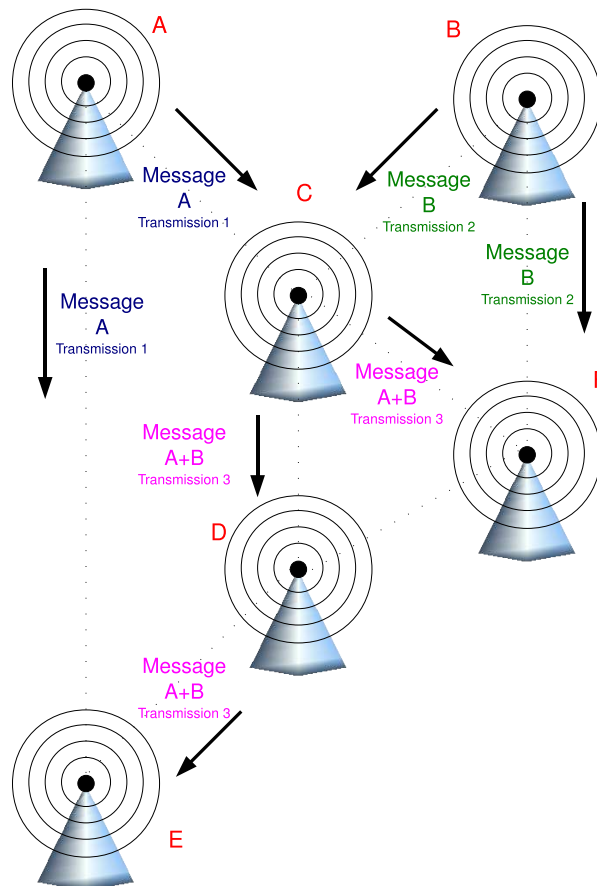 A
B
Message
A
Transmission 1
C
Message
B
Transmission 2
Message
B
Transmission 2
Message
A
Transmission 1
Message
A+B
Transmission 3
Message
A+B
Transmission 3
D
Message
A+B
Transmission 3
E